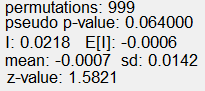 permutations: 999
pseudo p-value: 0.064000
I: 0.0218 E[I]: -0.0006
mean: -0.0007 sd: 0.0142
z-value: 1.5821